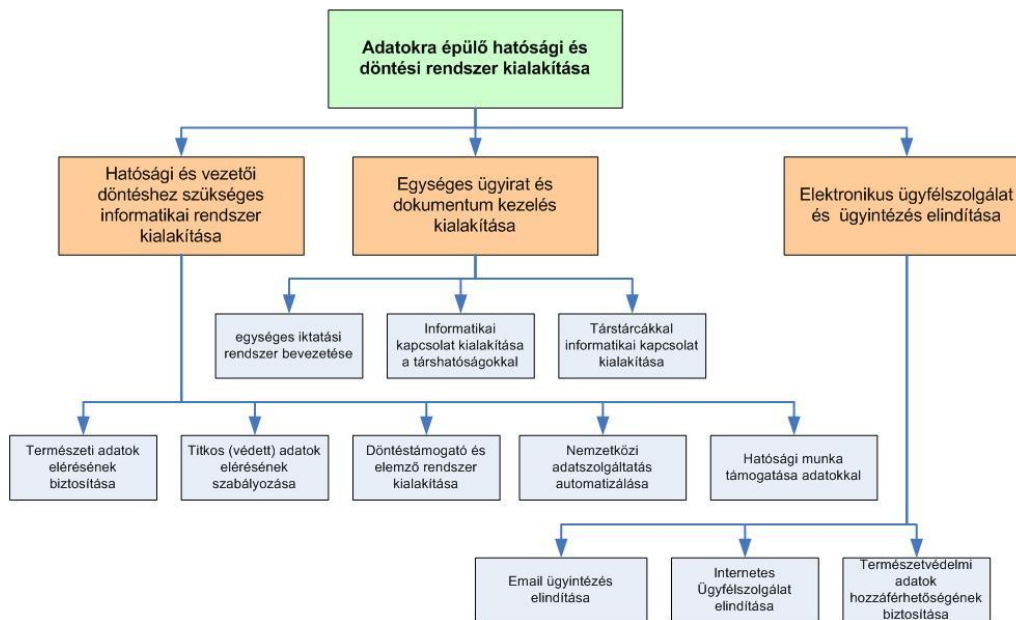 Adatokra épülő hatósági és
döntési rendszer kialakítása
Hatósági és vezetői
döntéshez szükséges
informatikai rendszer
kialakítása
Egységes ügyirat és
dokumentum kezelés
kialakítása
Elektronikus ügyfélszolgálat
és ügyintézés elindítása
egységes iktatási
rendszer bevezetése
Informatikai
kapcsolat kialakítása
a társhatóságokkal
Társtárcákkal
informatikai kapcsolat
kialakítása
Természeti adatok
elérésének
biztosítása
Titkos (védett) adatok
elérésének
szabályozása
Döntéstámogató és
elemző rendszer
kialakítása
Nemzetközi
adatszolgáltatás
automatizálása
Hatósági munka
támogatása adatokkal
Email ügyintézés
elindítása
Internetes
Ügyfélszolgálat
elindítása
Természetvédelmi
adatok
hozzáférhetőségének
biztosítása